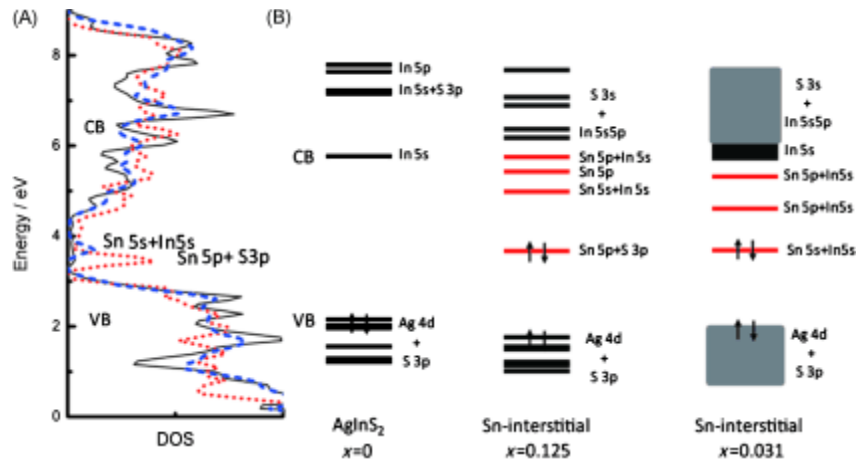 (A)
(B)
Energy / eV
8
6
4
2
0
CB
Sn 5s+In5s
Sn 5p+ S3p
VB
DOS
In 5p
In 5s+S 3p
CB
In 5s
VB
Ag 4d
+
S 3p
AgInS2
x=0
S 3s
+
In 5s5p
Sn 5p+In 5s
Sn 5p
Sn 5s+In 5s
Sn 5p+S 3p
Ag 4d
+
S 3p
Sn-interstitial
x=0.125
S 3s
+
In 5s5p
In 5s
Sn 5p+In5s
Sn 5p+In5s
Sn 5s+In5s
Ag 4d
+
S 3p
Sn-interstitial
x=0.031